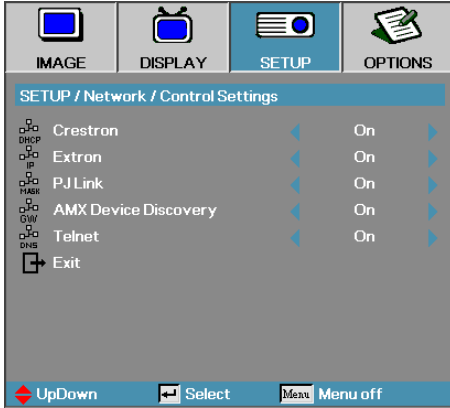 IMAGE DISPLAY SETUP OPTIONS
SETUP / Network / Control Settings
DHCP Crestron On
IP Extron On
MASK PJ Link On
GW AMX Device Discovery On
DNS Telnet On
Exit
UpDown Select Menu Menu off